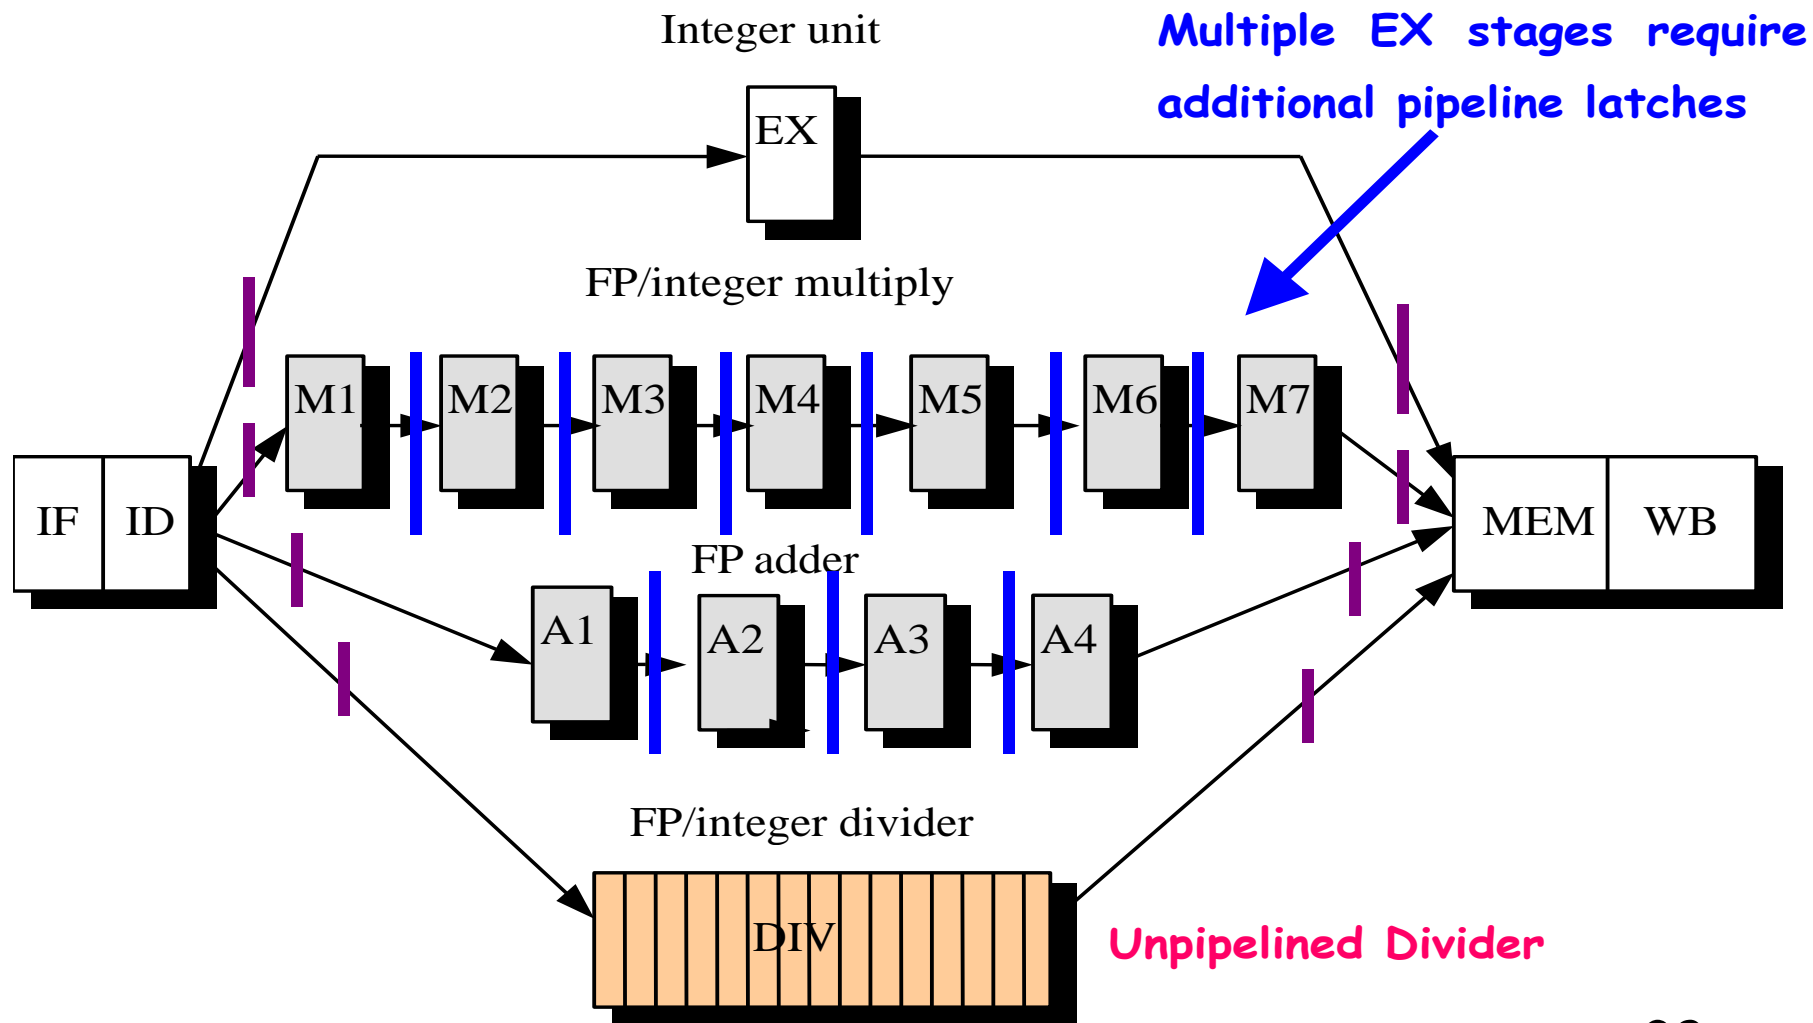 Integer unit
Multiple EX stages require
additional pipeline latches
EX
FP/integer multiply
M1 M2 M3 M4 M5 M6 M7
IF ID
MEM WB
FP adder
A1 A2 A3 A4
FP/integer divider
DIV
Unpipelined Divider